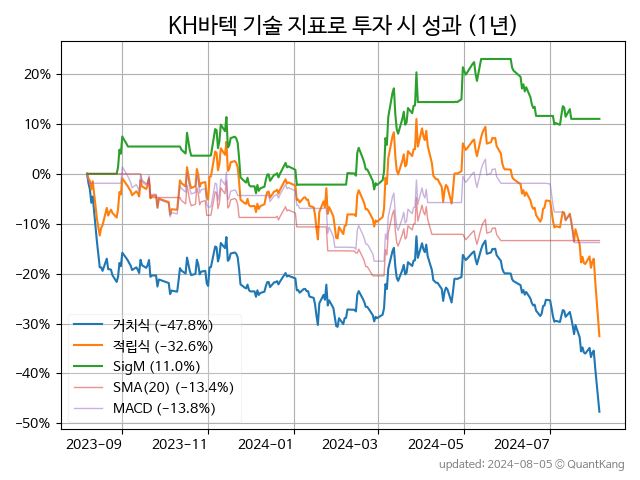 KH바텍 기술 지표로 투자 시 성과 (1년)
20%
10%
0%
−10%
−20%
−30%
−40%
−50%
거치식 (−47.8%)
적립식 (−32.6%)
SigM (11.0%)
SMA(20) (−13.4%)
MACD (−13.8%)
2023-09 2023-11 2024-01 2024-03 2024-05 2024-07
updated: 2024-08-05 © QuantKang